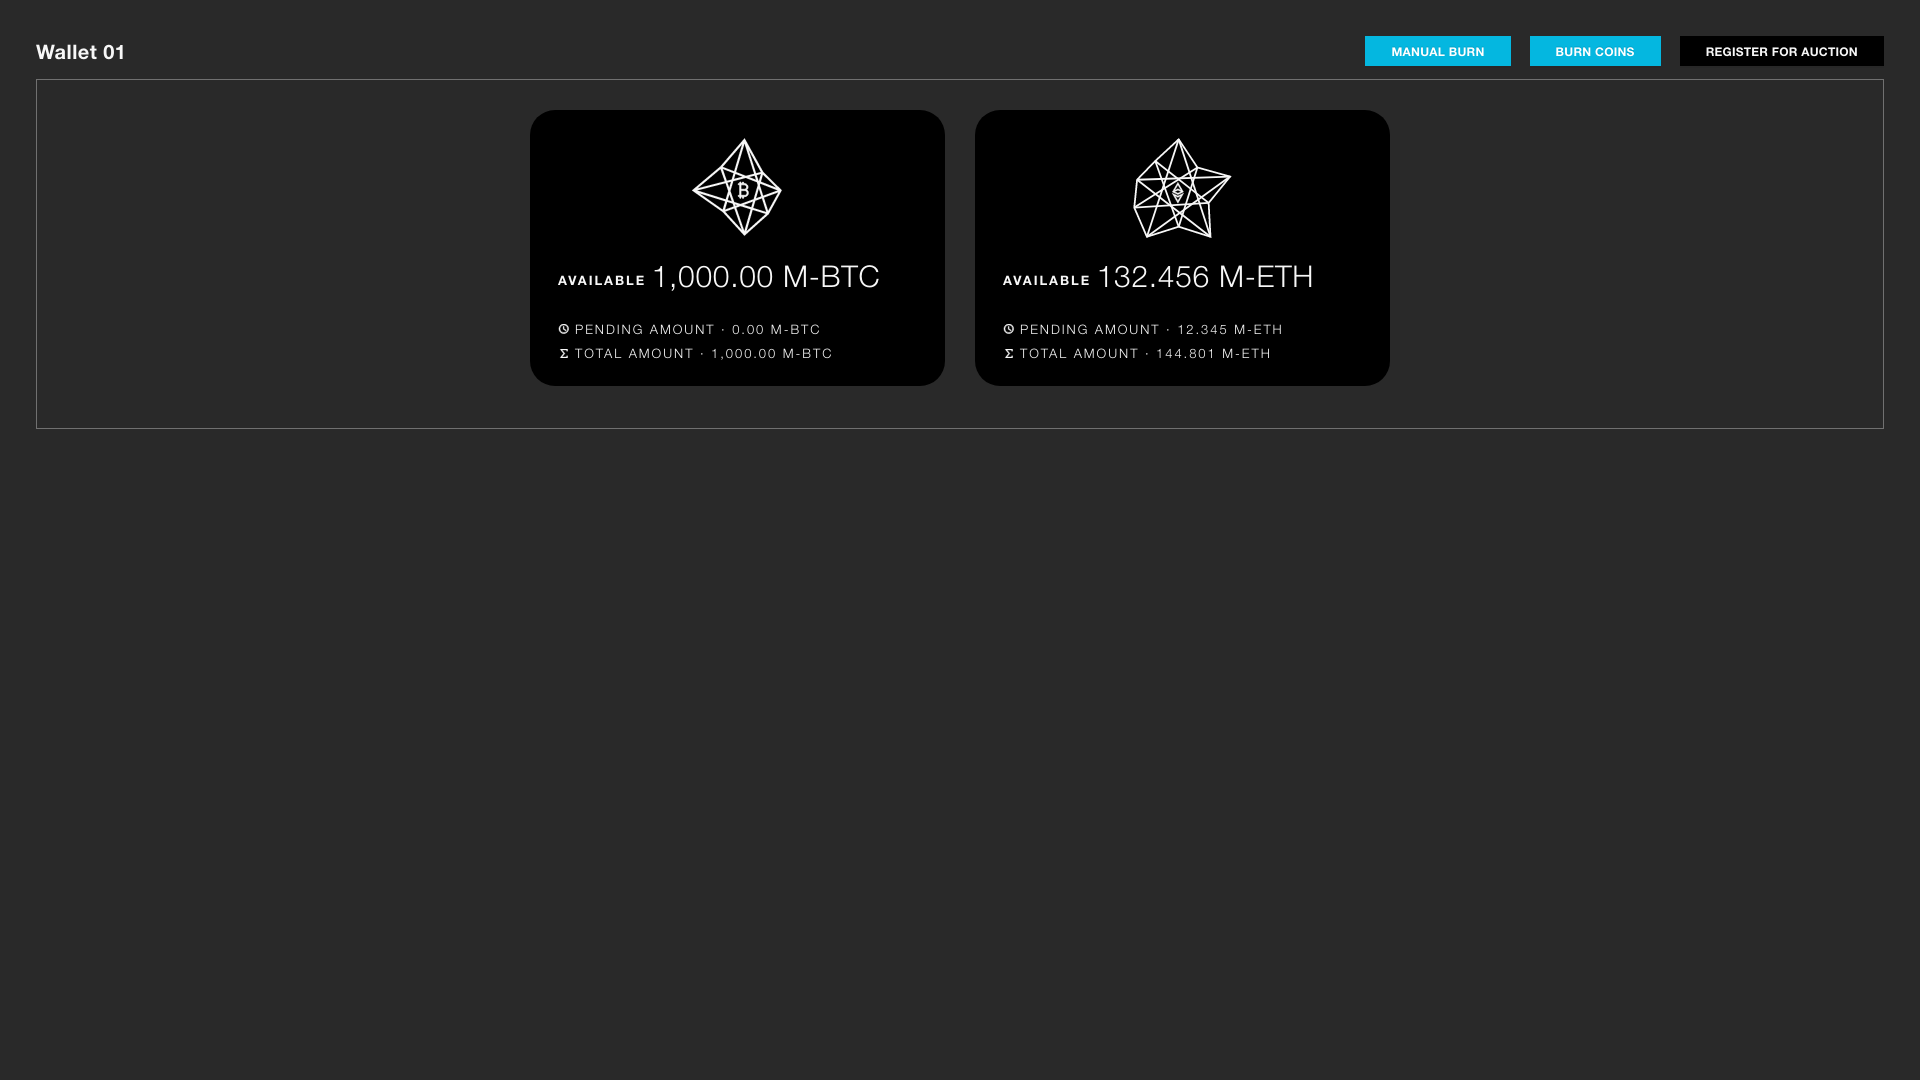 Wallet 01
MANUAL BURN
BURN COINS
REGISTER FOR AUCTION
AVAILABLE 1,000.00 M-BTC
PENDING AMOUNT · 0.00 M-BTC
Σ TOTAL AMOUNT · 1,000.00 M-BTC
AVAILABLE 132.456 M-ETH
PENDING AMOUNT · 12.345 M-ETH
Σ TOTAL AMOUNT · 144.801 M-ETH